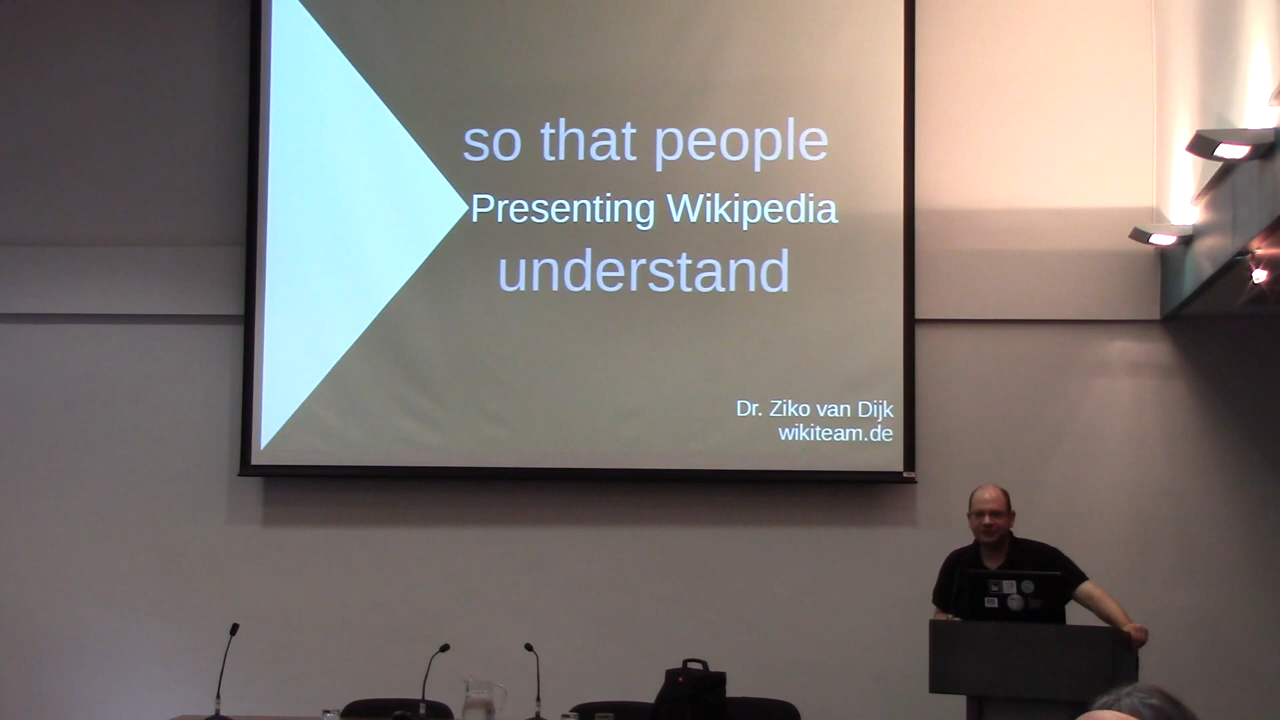 so that people
Presenting Wikipedia
understand
Dr. Ziko van Dijk
wikiteam.de